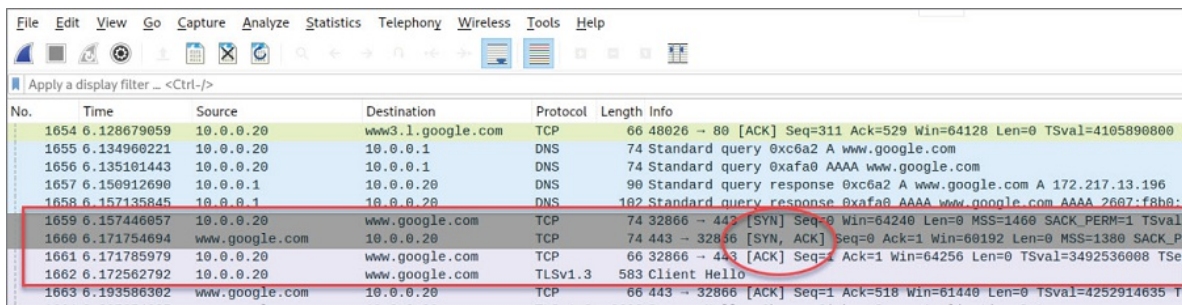 File Edit View Go Capture Analyze Statistics Telephony Wireless Tools Help
Apply a display filter … <Ctrl-/>
No. Time Source Destination Protocol Length Info
1654 6.128679059 10.0.0.20 www3.l.google.com TCP 66 48026 → 80 [ACK] Seq=311 Ack=529 Win=64128 Len=0 TSval=4105890800
1655 6.134960221 10.0.0.20 10.0.0.1 DNS 74 Standard query 0xc6a2 A www.google.com
1656 6.135101443 10.0.0.20 10.0.0.1 DNS 74 Standard query 0xafa0 AAAA www.google.com
1657 6.150912690 10.0.0.1 10.0.0.20 DNS 90 Standard query response 0xc6a2 A www.google.com A 172.217.13.196
1658 6.157135845 10.0.0.1 10.0.0.20 DNS 102 Standard query response 0xafa0 AAAA www.google.com AAAA 2607:f8b0:
1659 6.157446057 10.0.0.20 www.google.com TCP 74 32866 → 443 [SYN] Seq=0 Win=64240 Len=0 MSS=1460 SACK_PERM=1 TSval
1660 6.171754694 www.google.com 10.0.0.20 TCP 74 443 → 32866 [SYN, ACK] Seq=0 Ack=1 Win=60192 Len=0 MSS=1380 SACK_P
1661 6.171785979 10.0.0.20 www.google.com TCP 66 32866 → 443 [ACK] Seq=1 Ack=1 Win=64256 Len=0 TSval=3492536008 TSe
1662 6.172562792 10.0.0.20 www.google.com TLSv1.3 583 Client Hello
1663 6.193586302 www.google.com 10.0.0.20 TCP 66 443 → 32866 [ACK] Seq=1 Ack=518 Win=61440 Len=0 TSval=4252914635 T